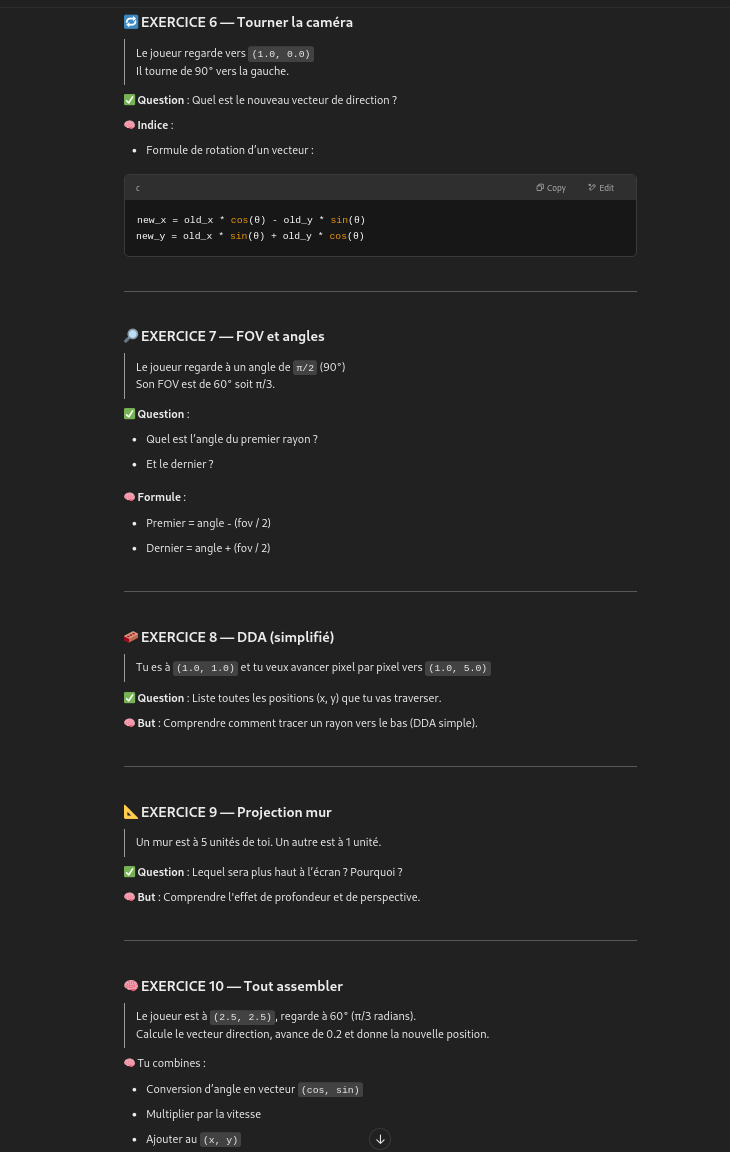 🔁 EXERCICE 6 — Tourner la caméra
Le joueur regarde vers (1.0, 0.0)
Il tourne de 90° vers la gauche.
✅ Question : Quel est le nouveau vecteur de direction ?
🧠 Indice :
• Formule de rotation d’un vecteur :
c Copy Edit
new_x = old_x * cos(θ) - old_y * sin(θ)
new_y = old_x * sin(θ) + old_y * cos(θ)
🔎 EXERCICE 7 — FOV et angles
Le joueur regarde à un angle de π/2 (90°)
Son FOV est de 60° soit π/3.
✅ Question :
• Quel est l’angle du premier rayon ?
• Et le dernier ?
🧠 Formule :
• Premier = angle - (fov / 2)
• Dernier = angle + (fov / 2)
🧱 EXERCICE 8 — DDA (simplifié)
Tu es à (1.0, 1.0) et tu veux avancer pixel par pixel vers (1.0, 5.0)
✅ Question : Liste toutes les positions (x, y) que tu vas traverser.
🧠 But : Comprendre comment tracer un rayon vers le bas (DDA simple).
📐 EXERCICE 9 — Projection mur
Un mur est à 5 unités de toi. Un autre est à 1 unité.
✅ Question : Lequel sera plus haut à l’écran ? Pourquoi ?
🧠 But : Comprendre l'effet de profondeur et de perspective.
🧠 EXERCICE 10 — Tout assembler
Le joueur est à (2.5, 2.5), regarde à 60° (π/3 radians).
Calcule le vecteur direction, avance de 0.2 et donne la nouvelle position.
🧠 Tu combines :
• Conversion d’angle en vecteur (cos, sin)
• Multiplier par la vitesse
• Ajouter au (x, y)